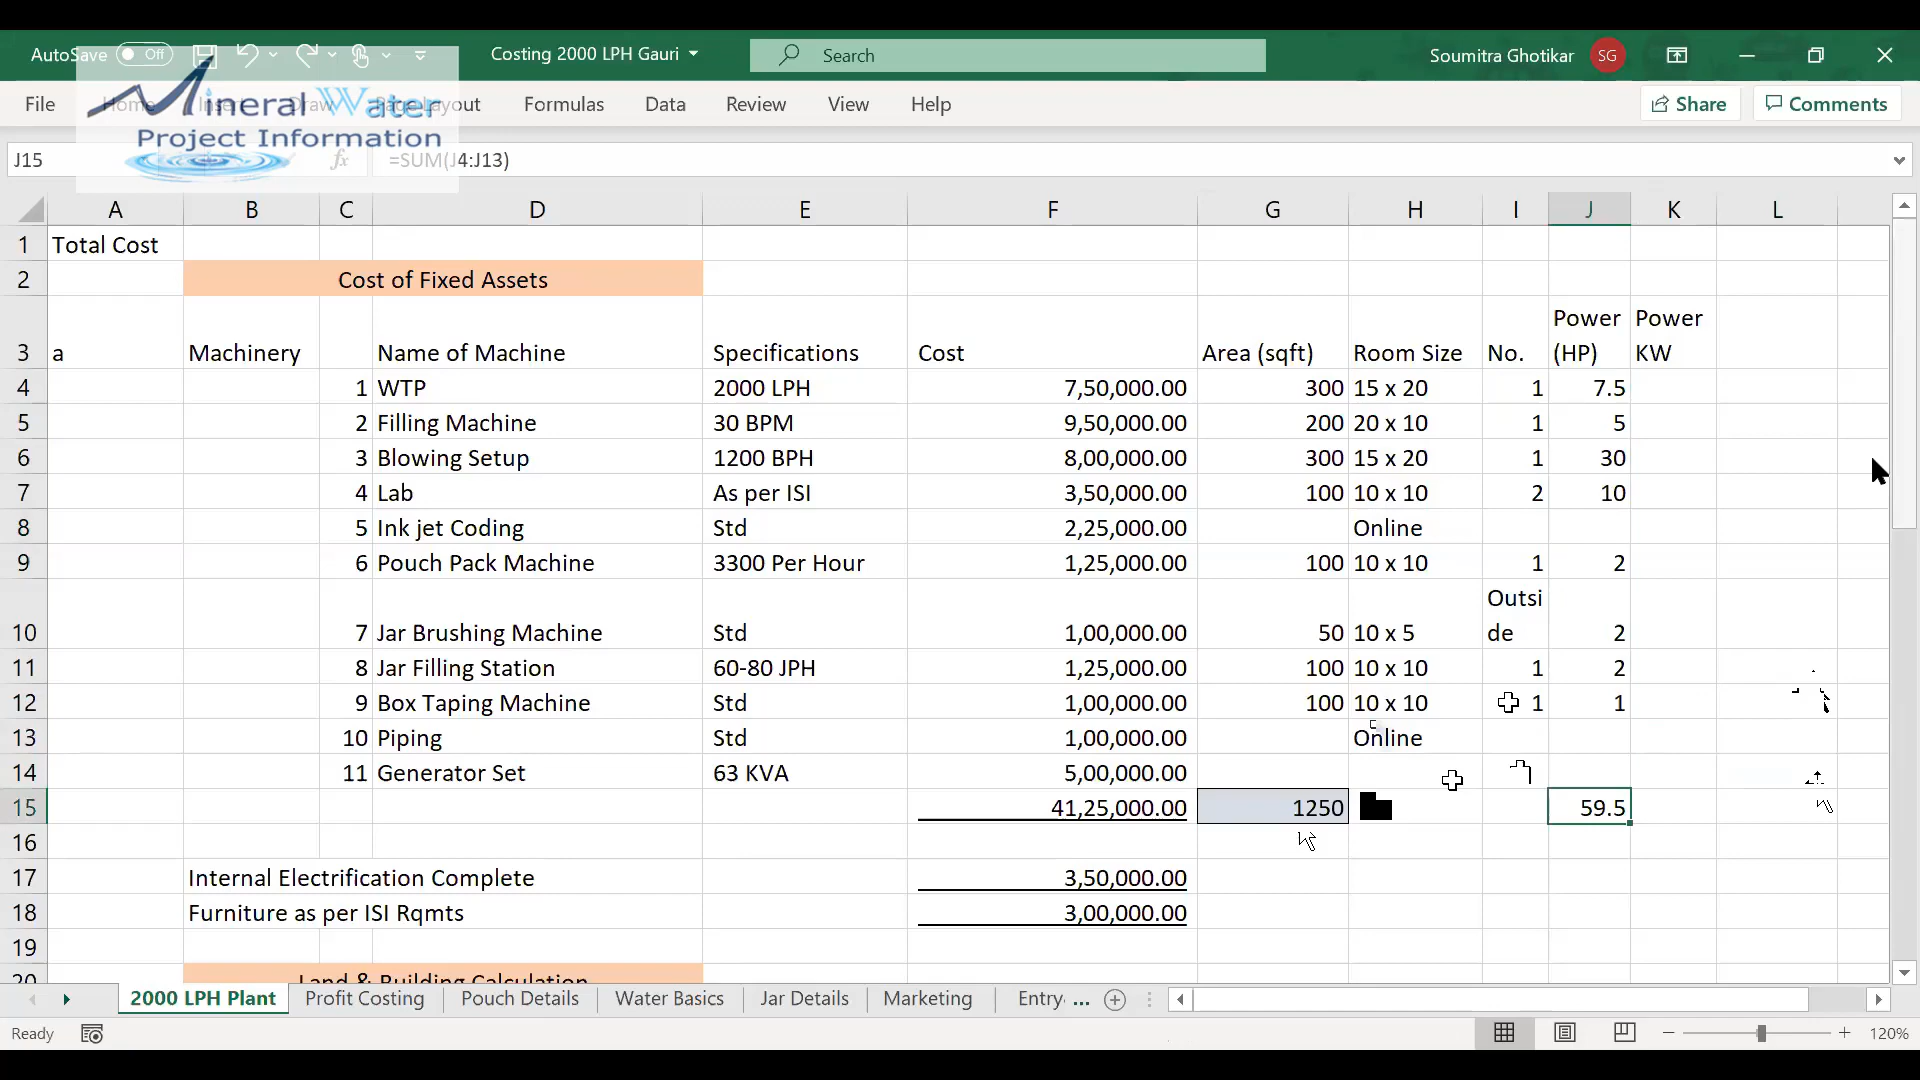 AutoSave Off Costing 2000 LPH Gauri Search Soumitra Ghotikar SG
File Home Insert Draw Page Layout Formulas Data Review View Help Share Comments
Mineral Water
Project Information
J15 fx =SUM(J4:J13)
A B C D E F G H I J K L
1 Total Cost
2 Cost of Fixed Assets
3 a Machinery Name of Machine Specifications Cost Area (sqft) Room Size No. Power (HP) Power KW
4 1 WTP 2000 LPH 7,50,000.00 300 15 x 20 1 7.5
5 2 Filling Machine 30 BPM 9,50,000.00 200 20 x 10 1 5
6 3 Blowing Setup 1200 BPH 8,00,000.00 300 15 x 20 1 30
7 4 Lab As per ISI 3,50,000.00 100 10 x 10 2 10
8 5 Ink jet Coding Std 2,25,000.00 Online
9 6 Pouch Pack Machine 3300 Per Hour 1,25,000.00 100 10 x 10 1 2
10 7 Jar Brushing Machine Std 1,00,000.00 50 10 x 5 Outside 2
11 8 Jar Filling Station 60-80 JPH 1,25,000.00 100 10 x 10 1 2
12 9 Box Taping Machine Std 1,00,000.00 100 10 x 10 1 1
13 10 Piping Std 1,00,000.00 Online
14 11 Generator Set 63 KVA 5,00,000.00
15 41,25,000.00 1250 59.5
16
17 Internal Electrification Complete 3,50,000.00
18 Furniture as per ISI Rqmts 3,00,000.00
19
20 Land & Building Calculation
2000 LPH Plant Profit Costing Pouch Details Water Basics Jar Details Marketing Entry ...
Ready 120%